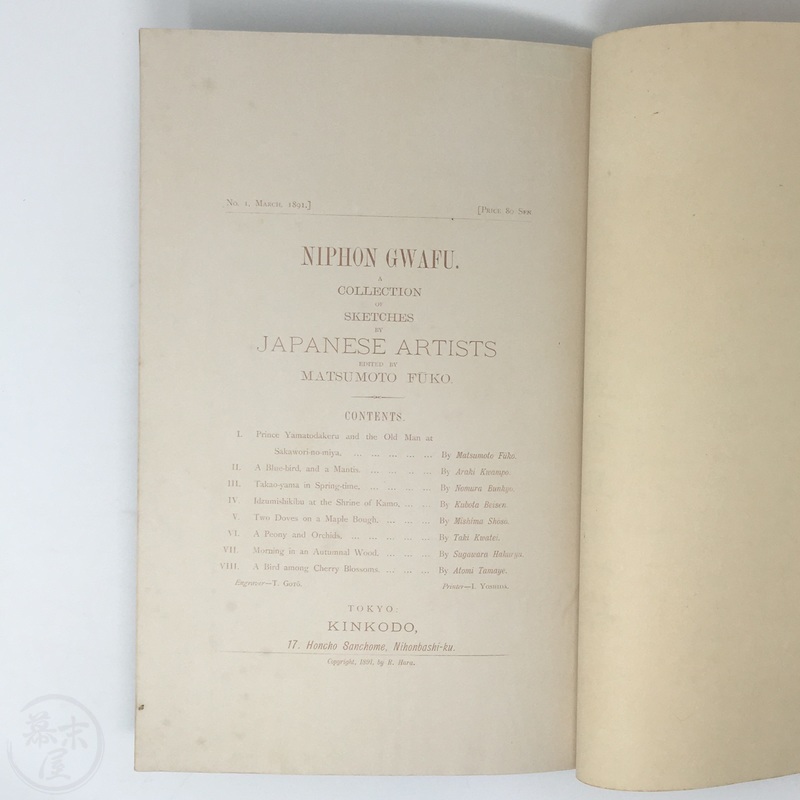 No. 1. March, 1891.] [Price, 80 Sen
NIPHON GWAFU.
A
COLLECTION
OF
SKETCHES
BY
JAPANESE ARTISTS
EDITED BY
MATSUMOTO FŪKO.
CONTENTS.
I. Prince Yamatodakeru and the Old Man at
Sakawori-no-miya, ... ... ... ... ... By Matsumoto Fūko.
II. A Blue-bird, and a Mantis. ... ... ... ... By Araki Kwampo.
III. Takao-yama in Spring-time, ... ... ... ... By Nomura Bunkyo.
IV. Idzumishikibu at the Shrine of Kamo, ... ... By Kubota Beisen.
V. Two Doves on a Maple Bough. ... ... ... By Mishima Shoso.
VI. A Peony and Orchids, ... ... ... ... ... By Taki Kwatei.
VII. Morning in an Autumnal Wood, ... ... ... By Sugawara Hakuryu.
VIII. A Bird among Cherry Blossoms. ... ... ... By Atomi Tamaye.
Engraver—T. Gotō. Printer—I. Yoshida.
TOKYO:
KINKODO,
17. Honcho Sanchome, Nihonbashi-ku.
Copyright, 1891, by R. Hara.
幕末
屋